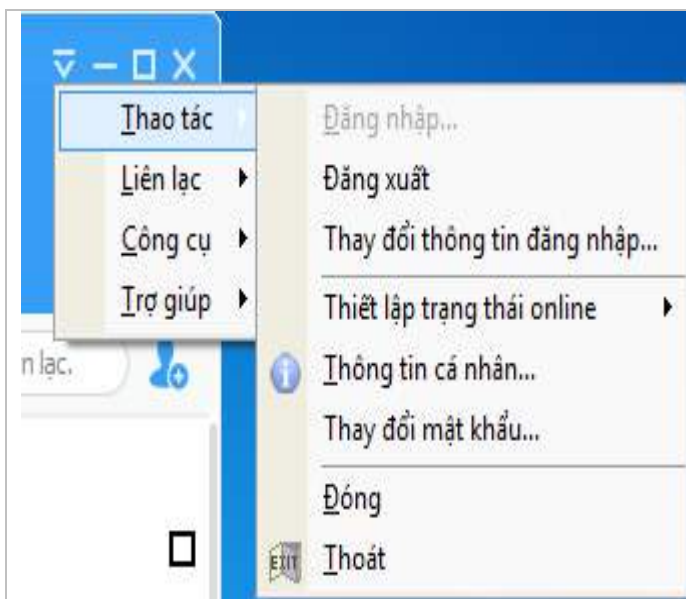 Thao tác
Liên lạc
Công cụ
Trợ giúp
n lạc.
Đăng nhập...
Đăng xuất
Thay đổi thông tin đăng nhập...
Thiết lập trạng thái online
Thông tin cá nhân...
Thay đổi mật khẩu...
Đóng
EXIT Thoát